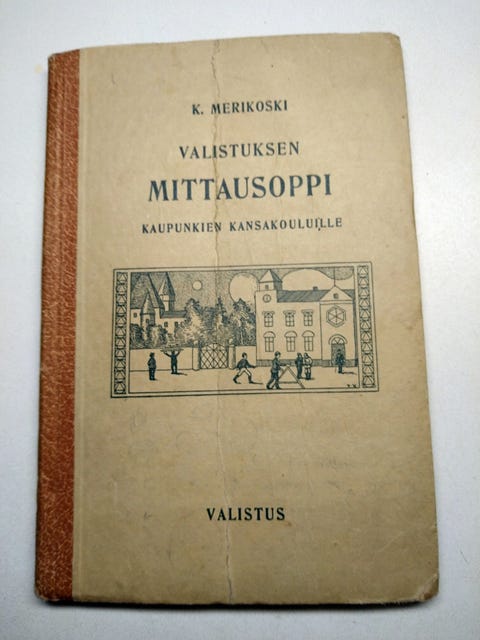 K. MERIKOSKI
VALISTUKSEN
MITTAUSOPPI
KAUPUNKIEN KANSAKOULUILLE
VALISTUS